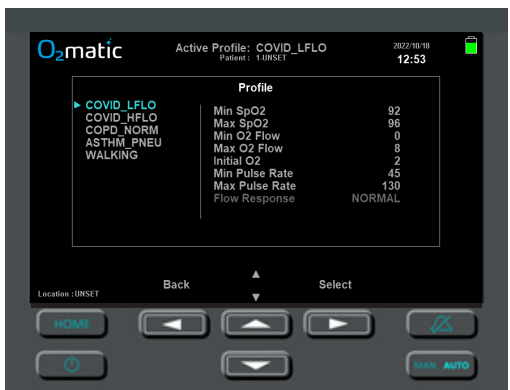 O2matic
Active Profile: COVID_LFLO
Patient: 1-UNSET
2022/10/18
12:53
Profile
COVID_LFLO
COVID_HFLO
COPD_NORM
ASTHM_PNEU
WALKING
Min SpO2 92
Max SpO2 96
Min O2 Flow 0
Max O2 Flow 8
Initial O2 2
Min Pulse Rate 45
Max Pulse Rate 130
Flow Response NORMAL
Back
Select
Location :UNSET
HOME
MAN AUTO